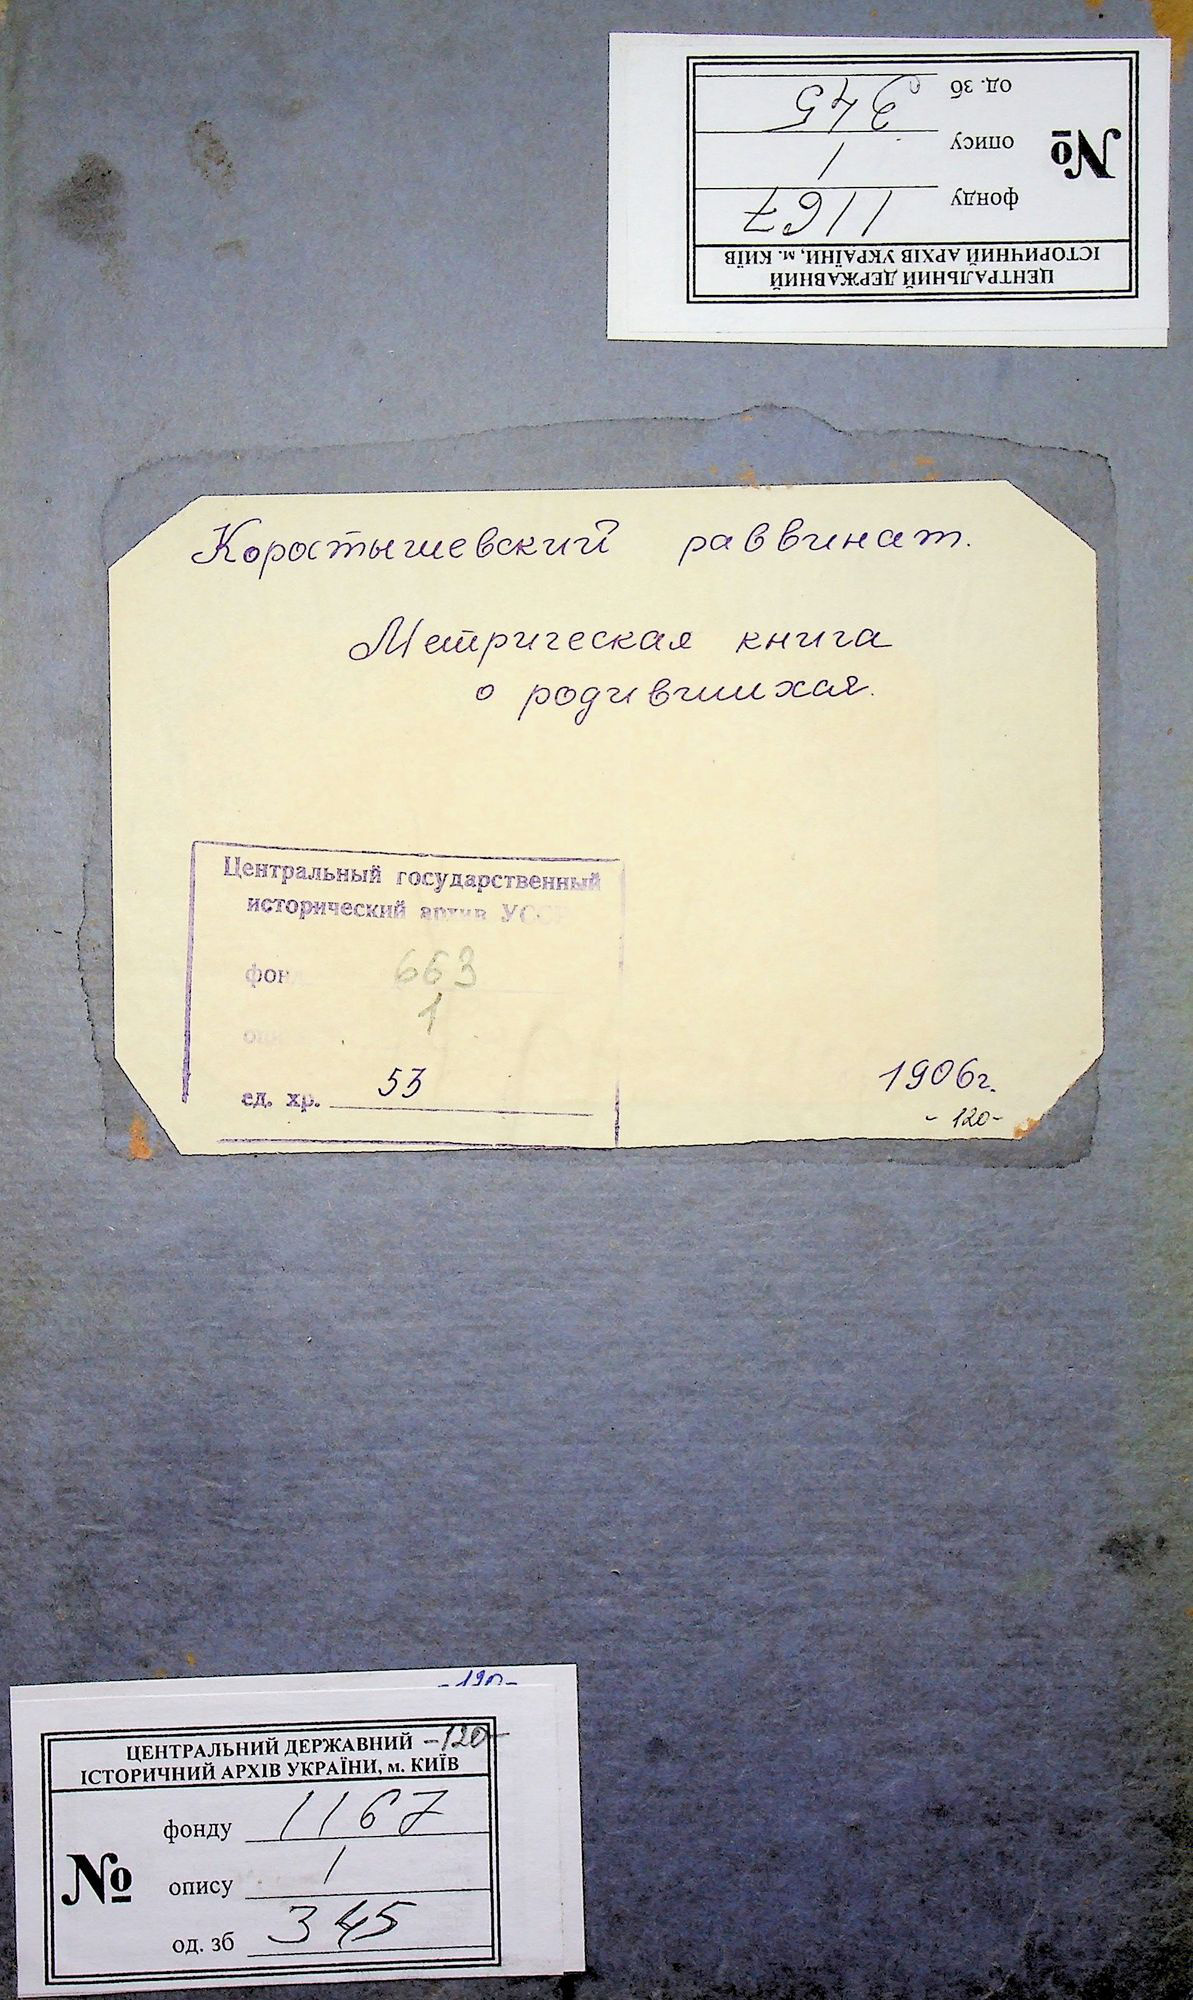 ЦЕНТРАЛЬНИЙ ДЕРЖАВНИЙ
ІСТОРИЧНИЙ АРХІВ УКРАЇНИ, м. КИЇВ
фонду 1167
№ опису 1
од. зб 345
Коростышевский раввинат.
Метрическая книга
о родившихся.
Центральный государственный
исторический архив УССР
фонд 663
опись 1
ед. хр. 53
1906г.
- 120-
-120-
ЦЕНТРАЛЬНИЙ ДЕРЖАВНИЙ -120-
ІСТОРИЧНИЙ АРХІВ УКРАЇНИ, м. КИЇВ
фонду 1167
№ опису 1
од. зб 345